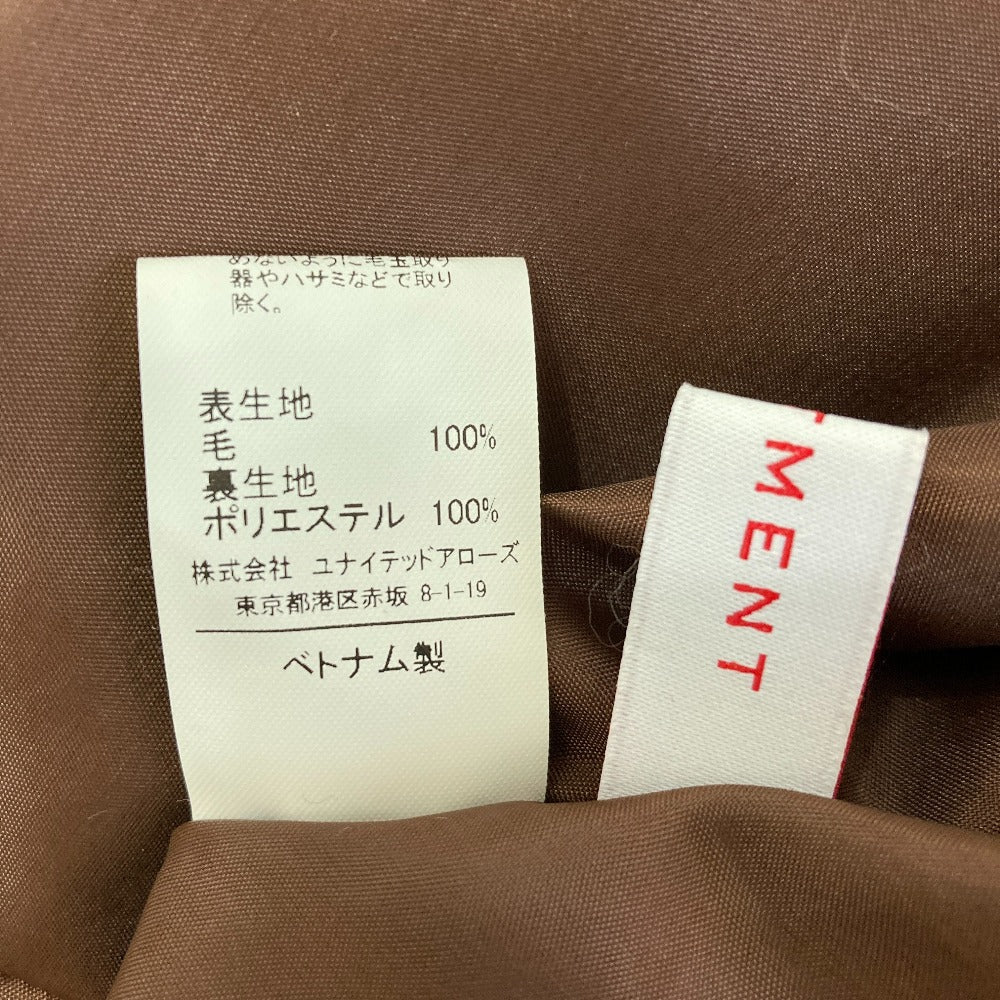 めないように毛玉取り
器やハサミなどで取り
除く。
表生地
毛 100%
裏生地
ポリエステル 100%
株式会社 ユナイテッドアローズ
東京都港区赤坂 8-1-19
ベトナム製
MENT